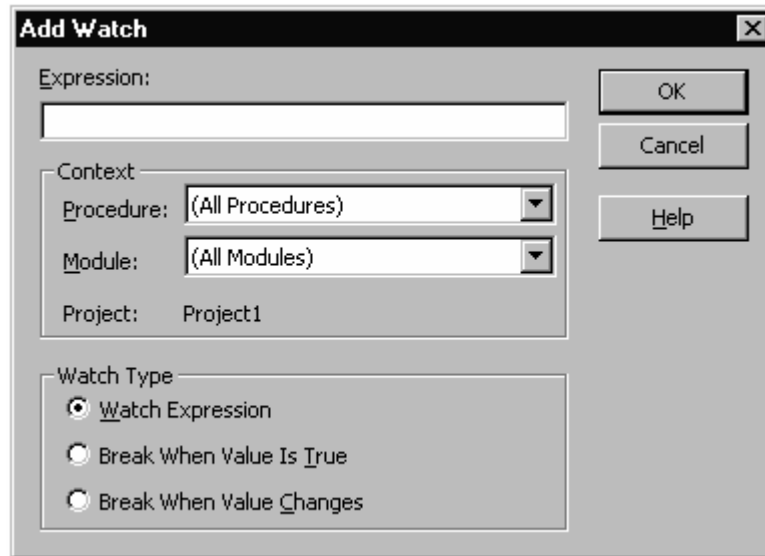 Add Watch
Expression:
OK
Cancel
Context
Procedure: (All Procedures)
Help
Module: (All Modules)
Project: Project1
Watch Type
Watch Expression
Break When Value Is True
Break When Value Changes